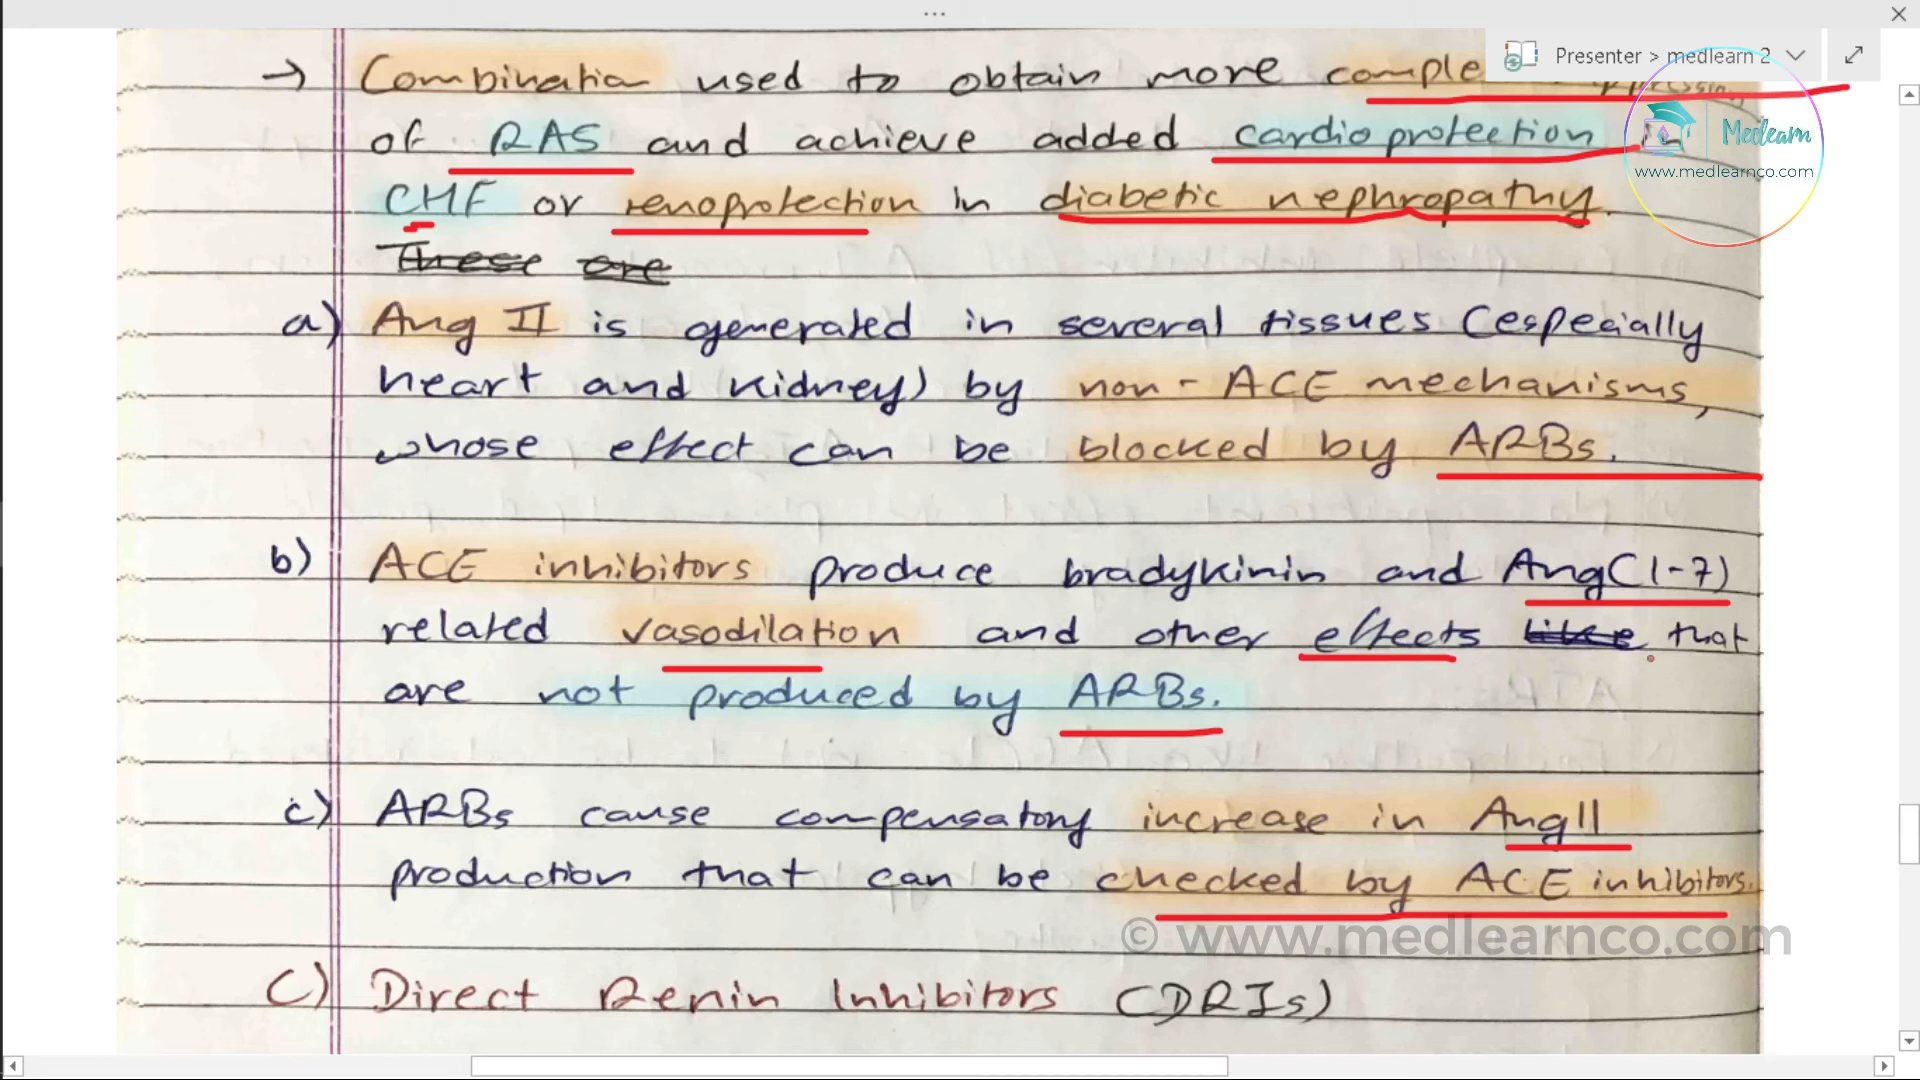 ...
Presenter > medlearn 2
→ Combination used to obtain more comple
of RAS and achieve added cardioprotection in
Medlearn
www.medlearnco.com
CHF or renoprotection in diabetic nephropathy.
These are
a) Ang II is generated in several tissues (especially
heart and kidney) by non-ACE mechanisms,
whose effect can be blocked by ARBs.
b) ACE inhibitors produce bradykinin and Ang(1-7)
related vasodilation and other effects like that
are not produced by ARBs.
c) ARBs cause compensatory increase in Ang II
production that can be checked by ACE inhibitors.
© www.medlearnco.com
C) Direct Renin Inhibitors (DRIs)